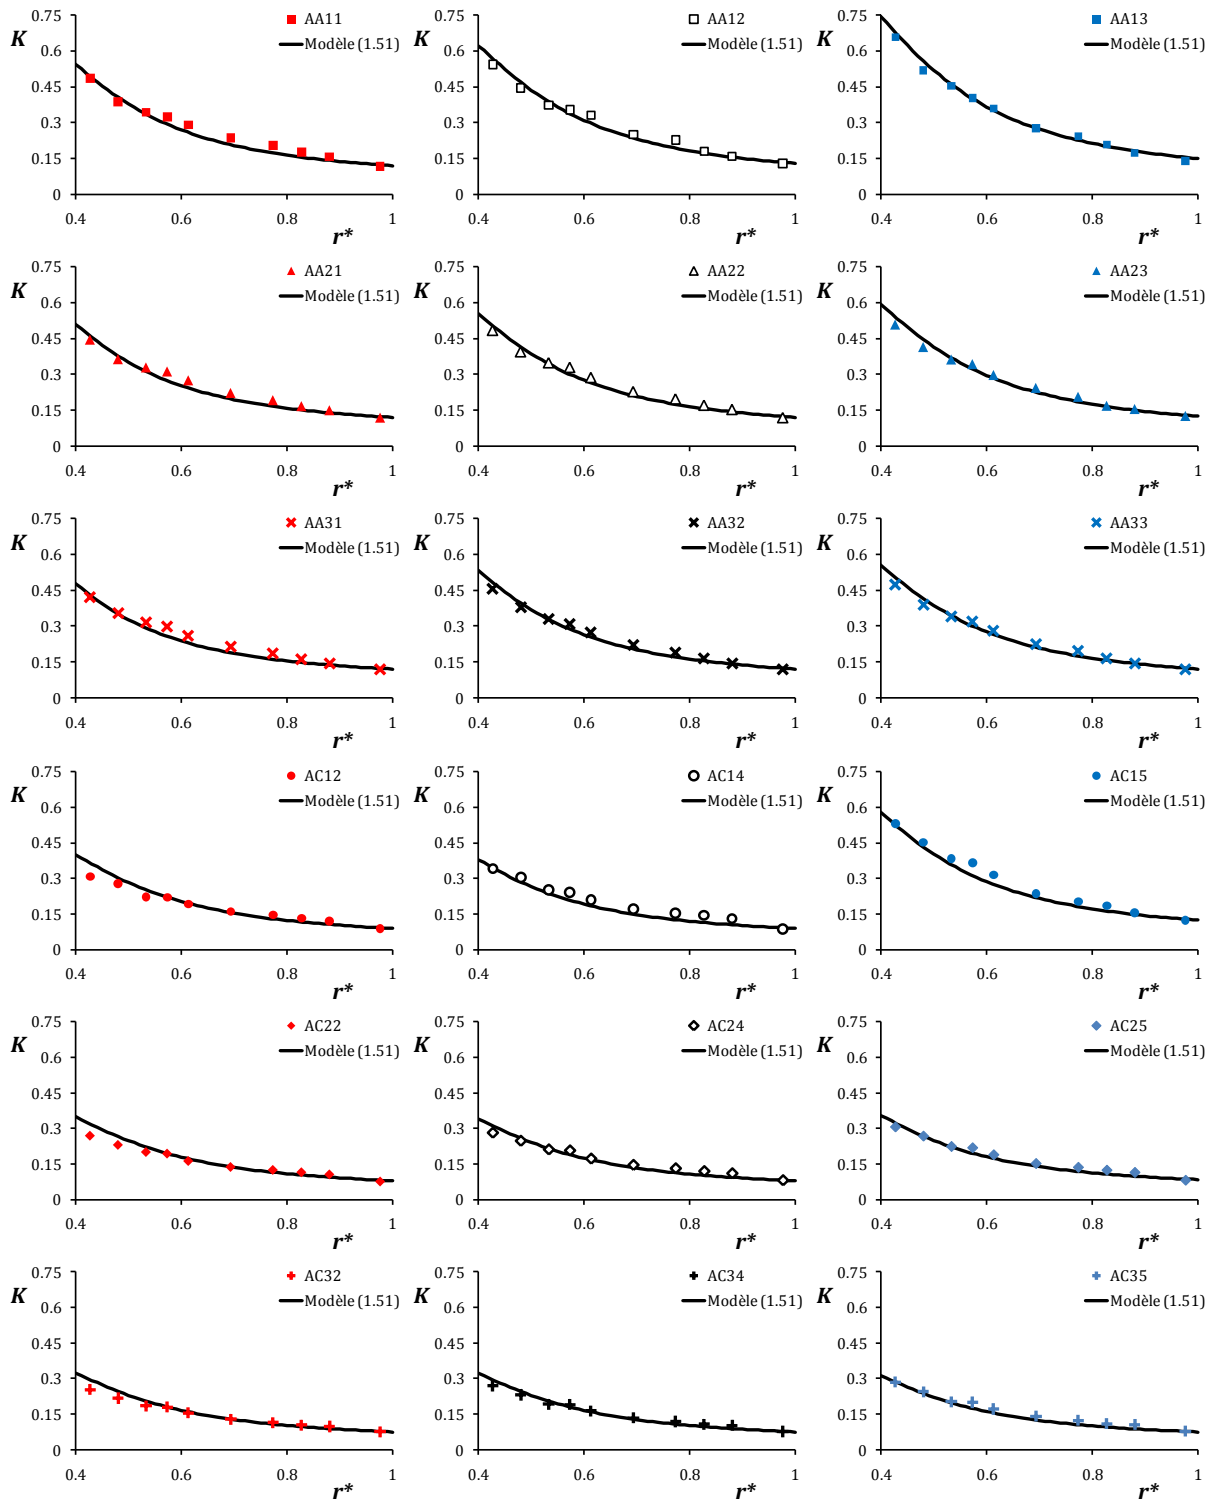 0.75 AA11
K Modèle (1.51)
0.6
0.45
0.3
0.15
0
0.4 0.6 0.8 1
r*
0.75 AA12
K Modèle (1.51)
0.6
0.45
0.3
0.15
0
0.4 0.6 0.8 1
r*
0.75 AA13
K Modèle (1.51)
0.6
0.45
0.3
0.15
0
0.4 0.6 0.8 1
r*
0.75 AA21
K Modèle (1.51)
0.6
0.45
0.3
0.15
0
0.4 0.6 0.8 1
r*
0.75 AA22
K Modèle (1.51)
0.6
0.45
0.3
0.15
0
0.4 0.6 0.8 1
r*
0.75 AA23
K Modèle (1.51)
0.6
0.45
0.3
0.15
0
0.4 0.6 0.8 1
r*
0.75 AA31
K Modèle (1.51)
0.6
0.45
0.3
0.15
0
0.4 0.6 0.8 1
r*
0.75 AA32
K Modèle (1.51)
0.6
0.45
0.3
0.15
0
0.4 0.6 0.8 1
r*
0.75 AA33
K Modèle (1.51)
0.6
0.45
0.3
0.15
0
0.4 0.6 0.8 1
r*
0.75 AC12
K Modèle (1.51)
0.6
0.45
0.3
0.15
0
0.4 0.6 0.8 1
r*
0.75 AC14
K Modèle (1.51)
0.6
0.45
0.3
0.15
0
0.4 0.6 0.8 1
r*
0.75 AC15
K Modèle (1.51)
0.6
0.45
0.3
0.15
0
0.4 0.6 0.8 1
r*
0.75 AC22
K Modèle (1.51)
0.6
0.45
0.3
0.15
0
0.4 0.6 0.8 1
r*
0.75 AC24
K Modèle (1.51)
0.6
0.45
0.3
0.15
0
0.4 0.6 0.8 1
r*
0.75 AC25
K Modèle (1.51)
0.6
0.45
0.3
0.15
0
0.4 0.6 0.8 1
r*
0.75 AC32
K Modèle (1.51)
0.6
0.45
0.3
0.15
0
0.4 0.6 0.8 1
r*
0.75 AC34
K Modèle (1.51)
0.6
0.45
0.3
0.15
0
0.4 0.6 0.8 1
r*
0.75 AC35
K Modèle (1.51)
0.6
0.45
0.3
0.15
0
0.4 0.6 0.8 1
r*